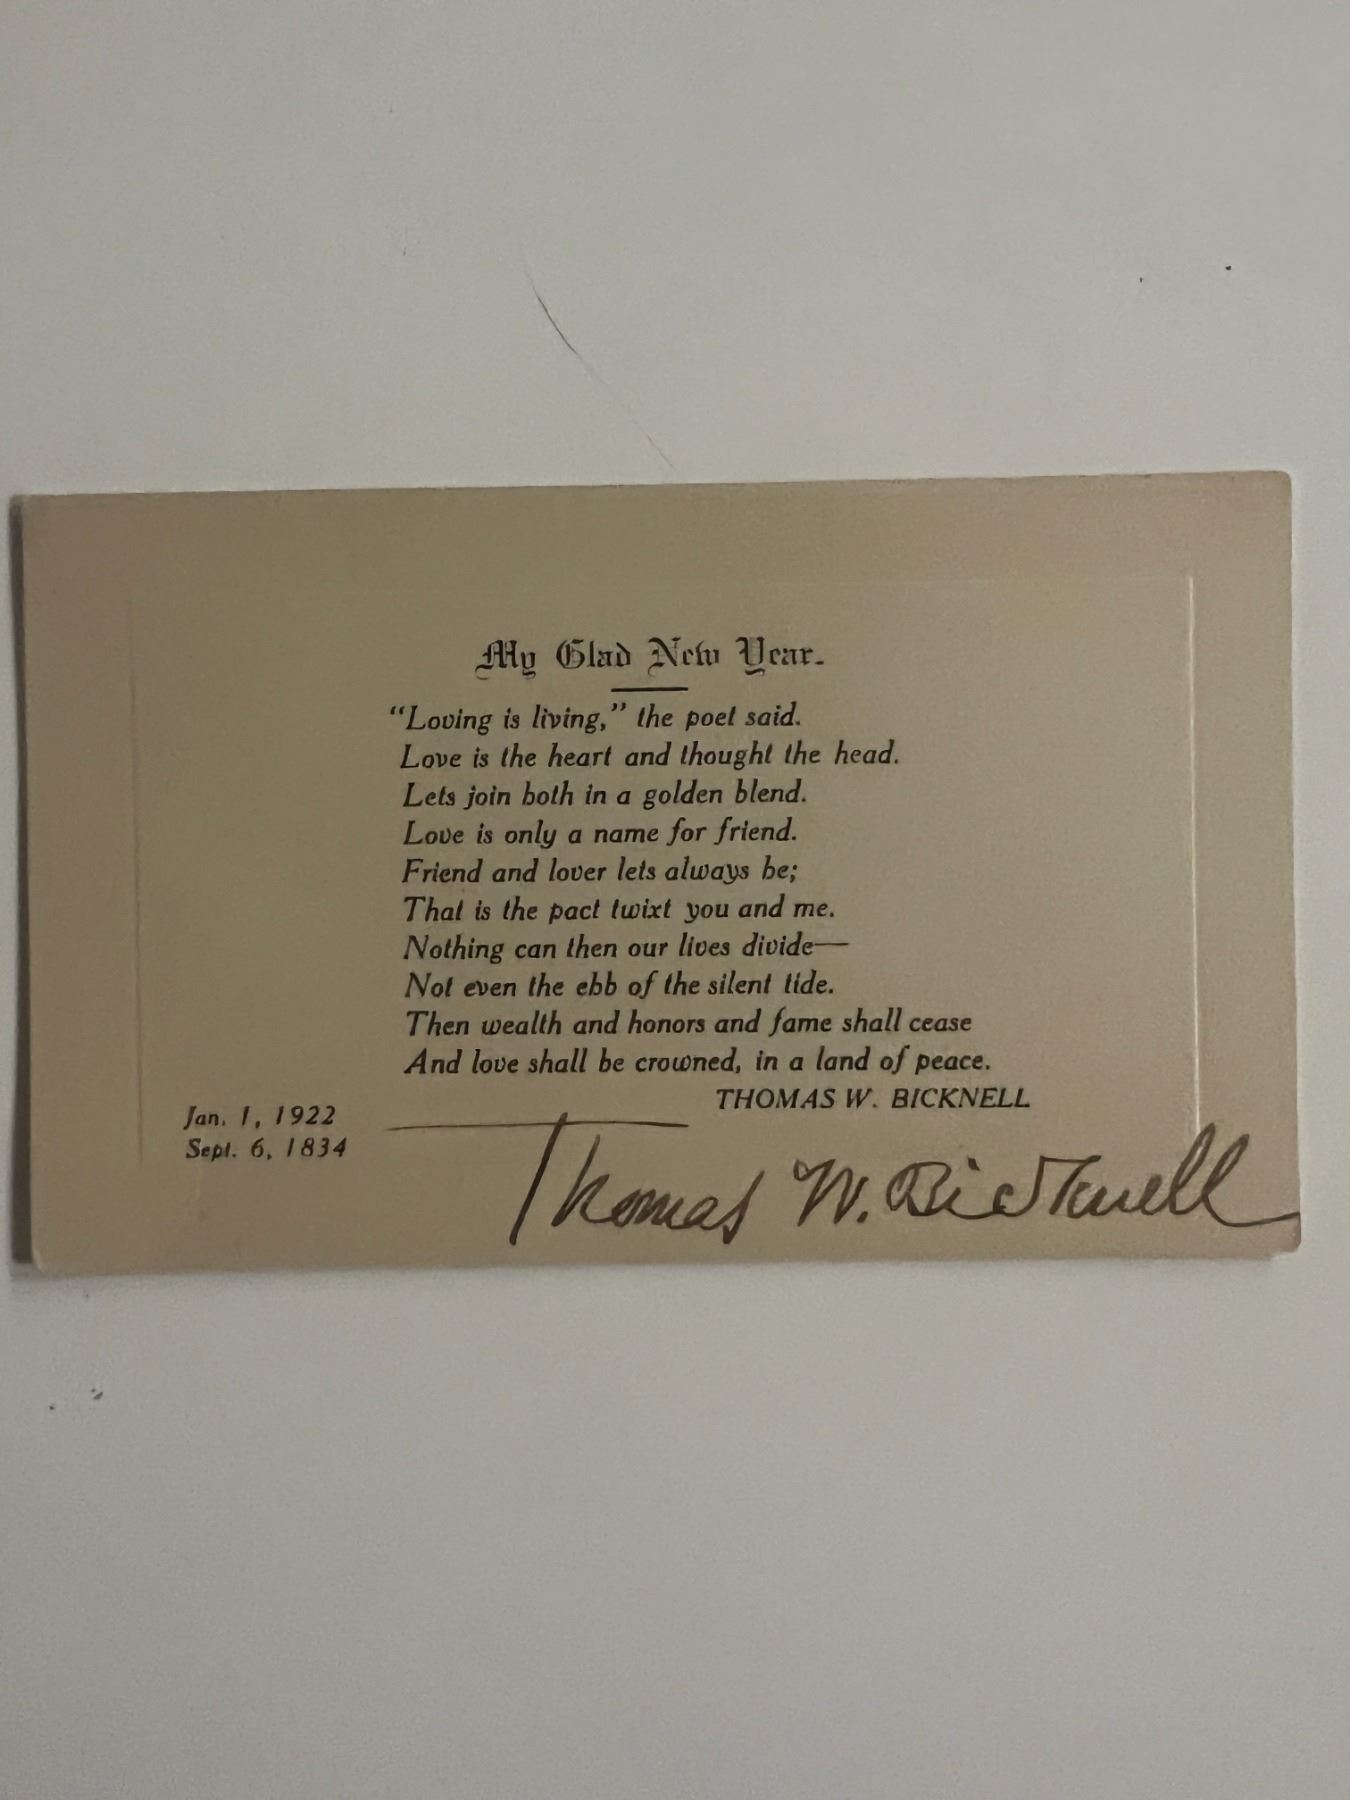 My Glad New Year.
"Loving is living," the poet said.
Love is the heart and thought the head.
Lets join both in a golden blend.
Love is only a name for friend.
Friend and lover lets always be;
That is the pact twixt you and me.
Nothing can then our lives divide—
Not even the ebb of the silent tide.
Then wealth and honors and fame shall cease
And love shall be crowned, in a land of peace.
THOMAS W. BICKNELL
Jan. 1, 1922
Sept. 6, 1834
Thomas W. Bicknell